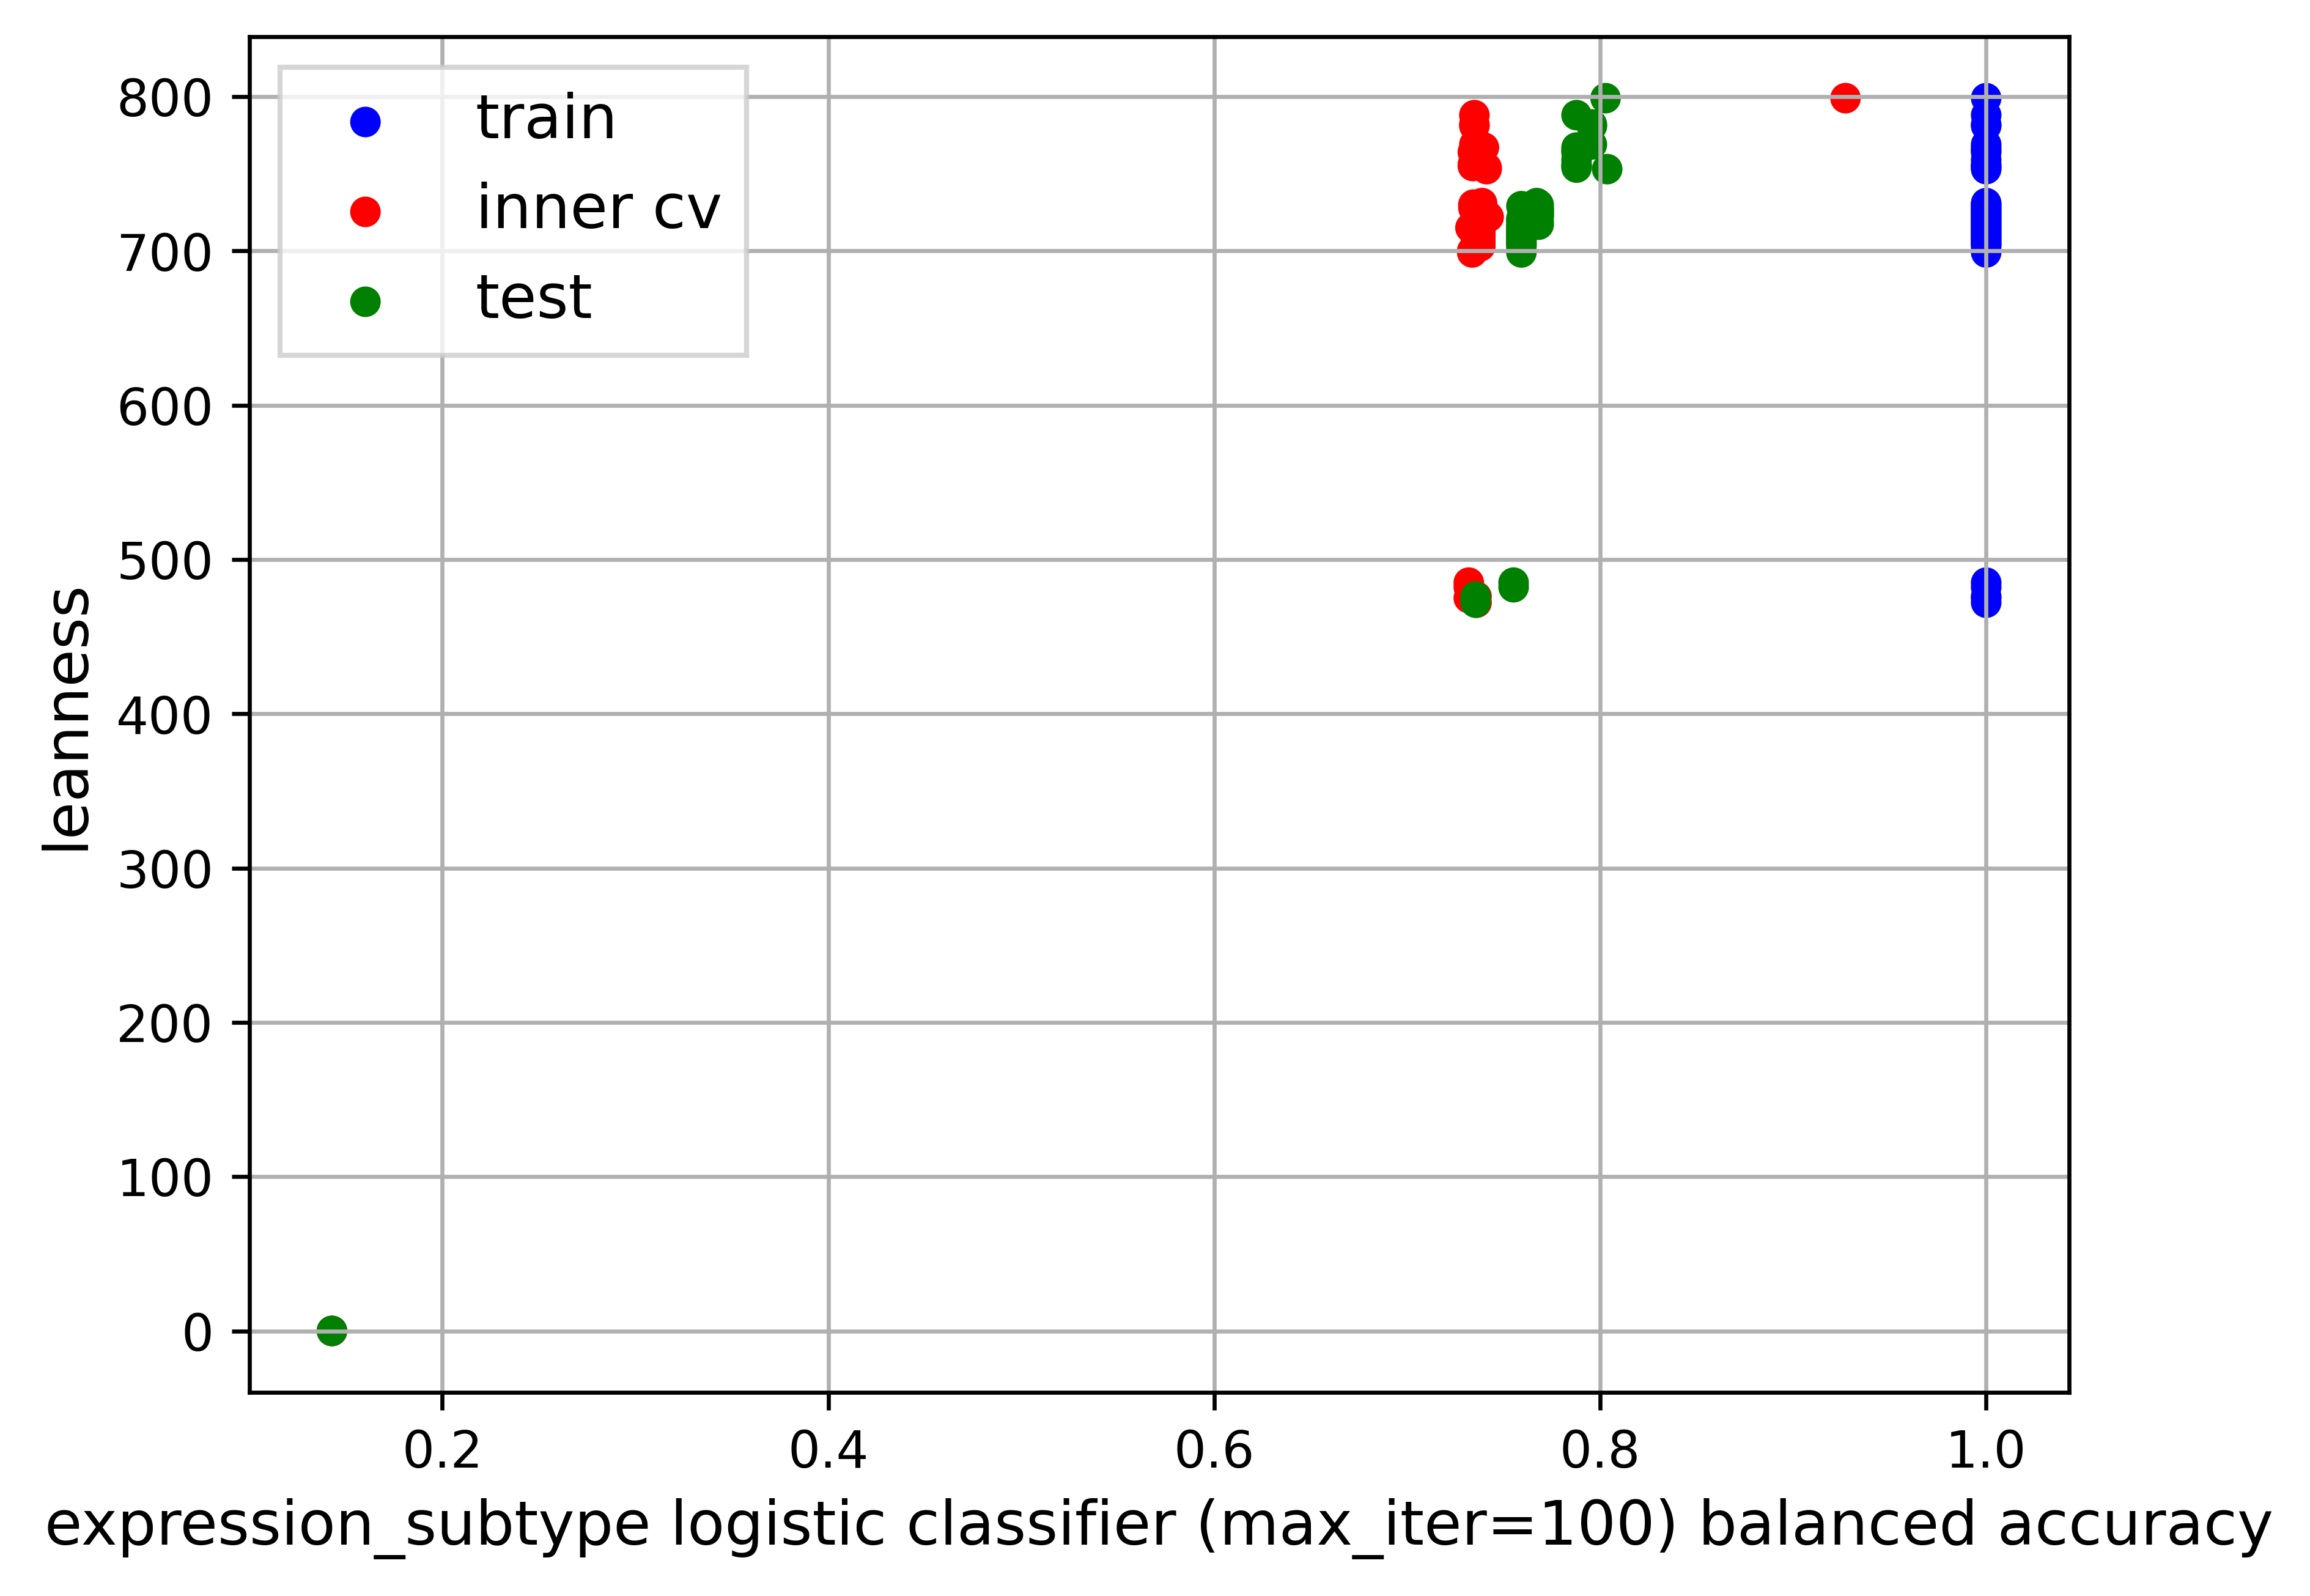 train
inner cv
test
800
700
600
500
400
300
200
100
0
leanness
0.2 0.4 0.6 0.8 1.0
expression_subtype logistic classifier (max_iter=100) balanced accuracy